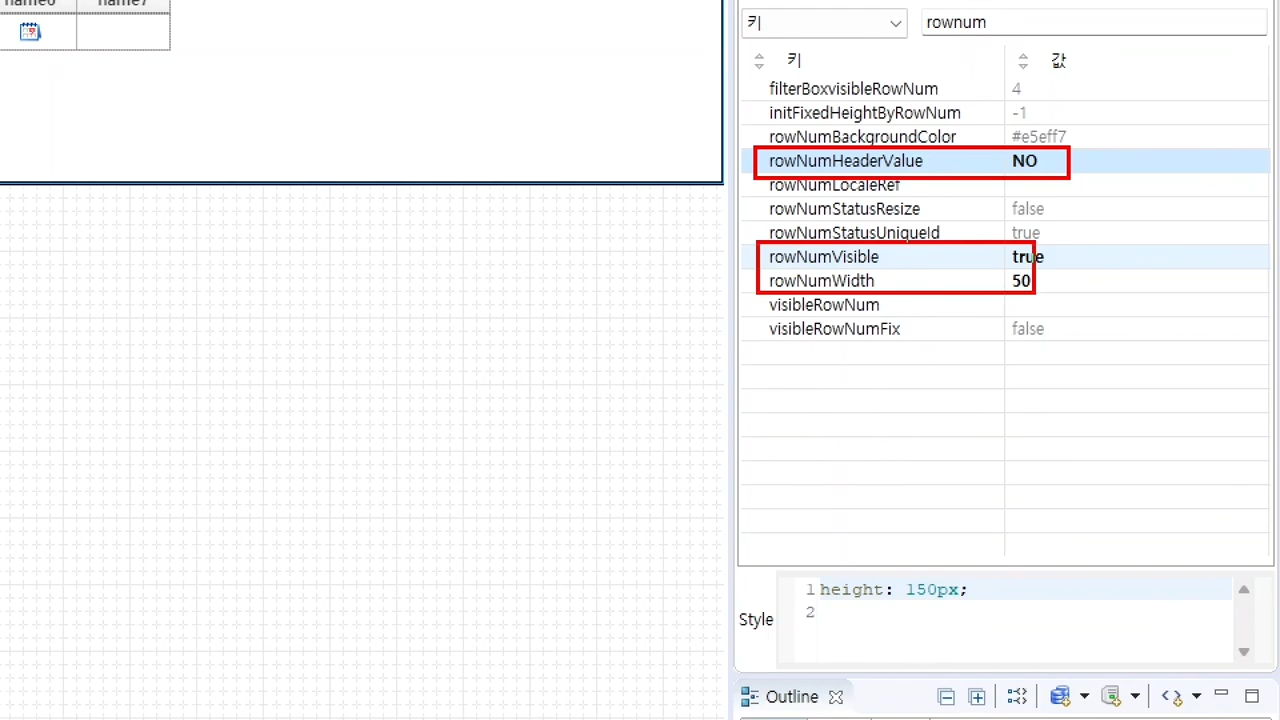 name6 name7
키 rownum
키 값
filterBoxvisibleRowNum 4
initFixedHeightByRowNum -1
rowNumBackgroundColor #e5eff7
rowNumHeaderValue NO
rowNumLocaleRef
rowNumStatusResize false
rowNumStatusUniqueId true
rowNumVisible true
rowNumWidth 50
visibleRowNum
visibleRowNumFix false
1 height: 150px;
2
Style
Outline